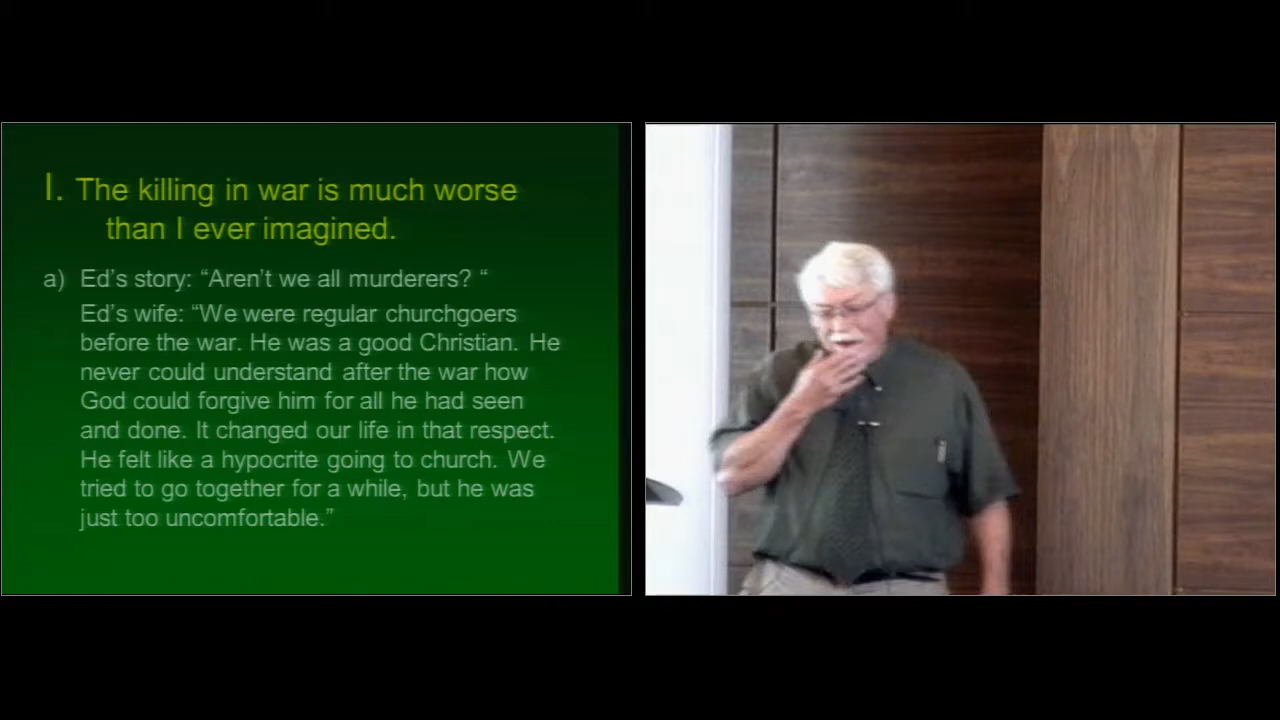 I. The killing in war is much worse
than I ever imagined.
a) Ed's story: “Aren't we all murderers? “
Ed's wife: “We were regular churchgoers
before the war. He was a good Christian. He
never could understand after the war how
God could forgive him for all he had seen
and done. It changed our life in that respect.
He felt like a hypocrite going to church. We
tried to go together for a while, but he was
just too uncomfortable.”